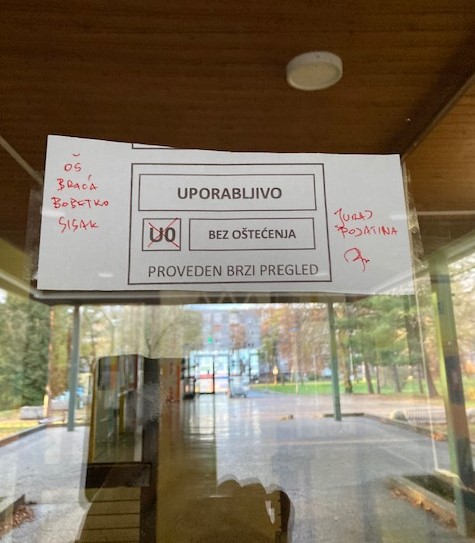 OŠ
BRAĆA
BOBETKO
SISAK
UPORABLJIVO
U0
BEZ OŠTEĆENJA
PROVEDEN BRZI PREGLED
JURAJ
POJATINA